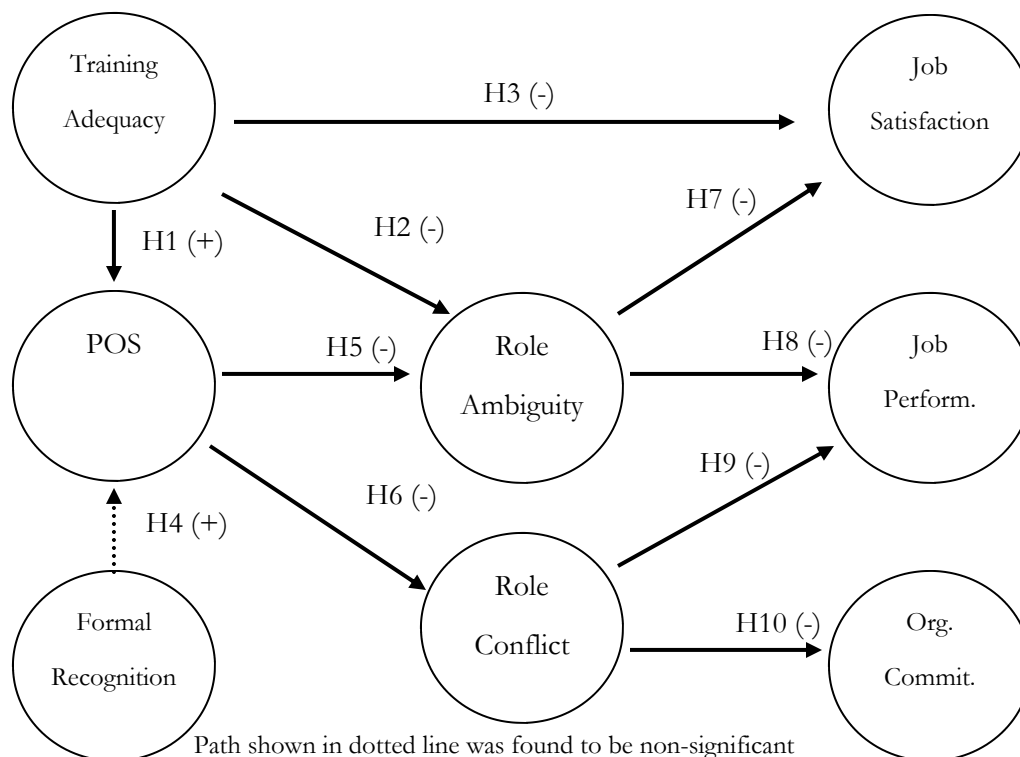 Training
Adequacy
H3 (-)
Job
Satisfaction
H7 (-)
H2 (-)
H1 (+)
POS
H5 (-)
Role
Ambiguity
H8 (-)
Job
Perform.
H9 (-)
H6 (-)
H4 (+)
Role
Conflict
Formal
Recognition
H10 (-)
Org.
Commit.
Path shown in dotted line was found to be non-significant